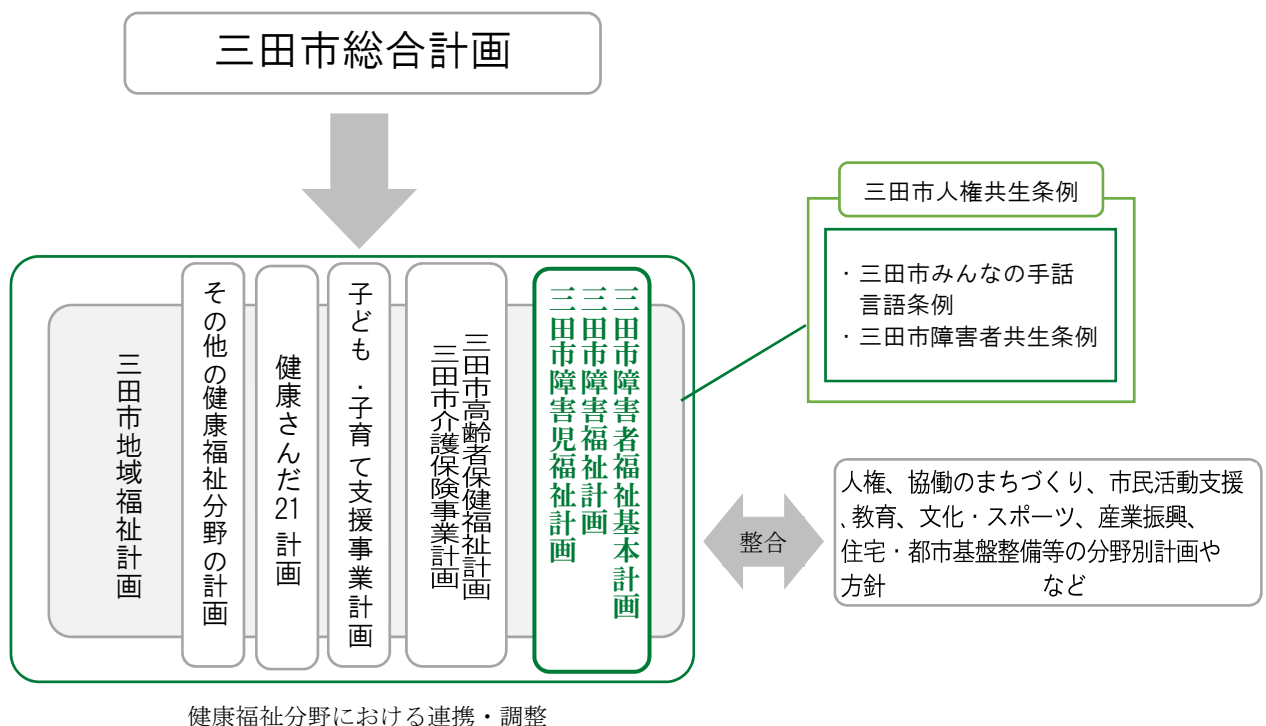 三田市総合計画
三田市人権共生条例
・三田市みんなの手話
言語条例
・三田市障害者共生条例
三田市障害者福祉基本計画
三田市障害福祉計画
三田市障害児福祉計画
三田市高齢者保健福祉計画
三田市介護保険事業計画
子ども・子育て支援事業計画
健康さんだ21計画
その他の健康福祉分野の計画
三田市地域福祉計画
整合
人権、協働のまちづくり、市民活動支援
、教育、文化・スポーツ、産業振興、
住宅・都市基盤整備等の分野別計画や
方針 など
健康福祉分野における連携・調整